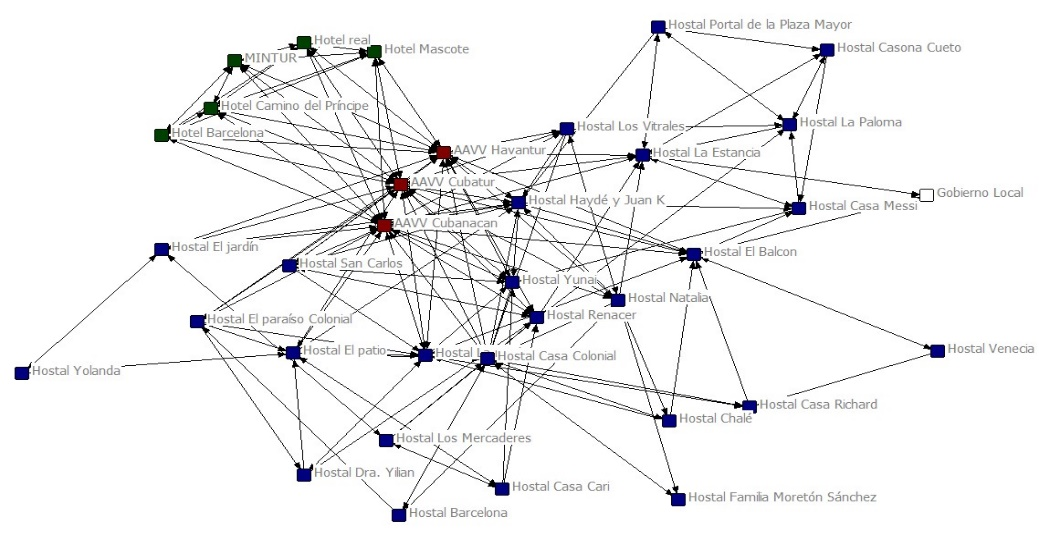 Hostal Portal de la Plaza Mayor
Hotel real
Hotel Mascote
Hostal Casona Cueto
MINTUR
Hotel Camino del Príncipe
Hotel Barcelona
Hostal Los Vitrales
Hostal La Paloma
AAVV Havantur
Hostal La Estancia
AAVV Cubatur
Gobierno Local
Hostal Haydé y Juan K
Hostal Casa Messi
AAVV Cubanacan
Hostal El jardín
Hostal El Balcon
Hostal San Carlos
Hostal Yunai
Hostal Natalia
Hostal El paraíso Colonial
Hostal Renacer
Hostal El patio
Hostal
Hostal Casa Colonial
Hostal Venecia
Hostal Yolanda
Hostal Casa Richard
Hostal Chalé
Hostal Los Mercaderes
Hostal Dra. Yilian
Hostal Casa Cari
Hostal Familia Moretón Sánchez
Hostal Barcelona